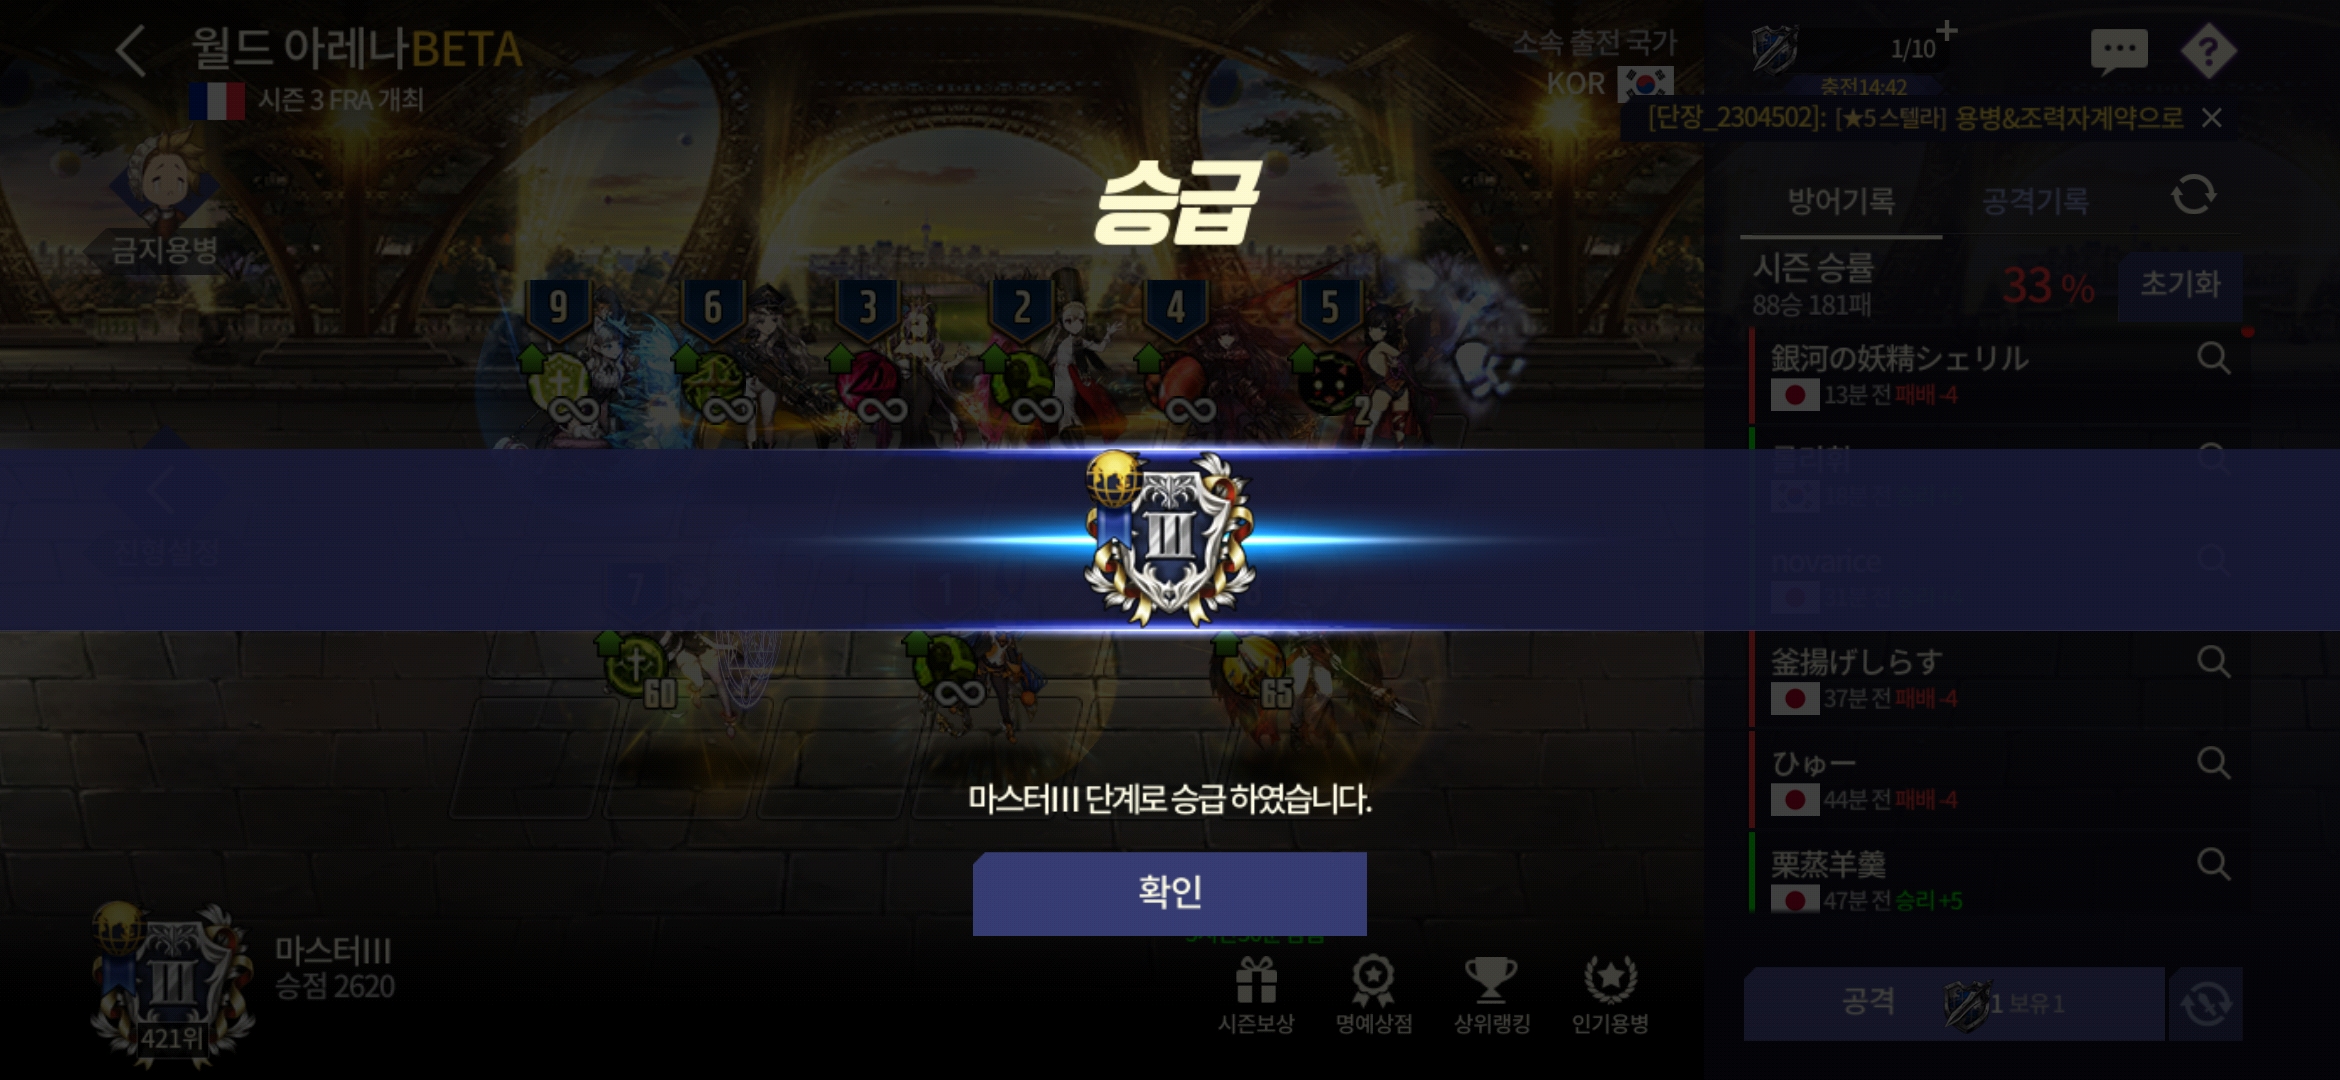 월드 아레나BETA
시즌 3 FRA 개최
소속 출전 국가
KOR
1/10
충전14:42
[단장_2304502]: [★5 스텔라] 용병&조력자계약으로
승급
금지용병
방어기록
공격기록
시즌 승률
88승 181패
33 %
초기화
9
6
3
2
4
5
∞
∞
∞
∞
∞
2
銀河の妖精シェリル
13분 전 패배 -4
III
진형설정
7
1
novarice
60
∞
65
釜揚げしらす
37분 전 패배 -4
ひゅー
44분 전 패배 -4
마스터III 단계로 승급 하였습니다.
확인
栗蒸羊羹
47분 전 승리 +5
III
마스터III
승점 2620
421위
시즌보상
명예상점
상위랭킹
인기용병
공격
1 보유 1